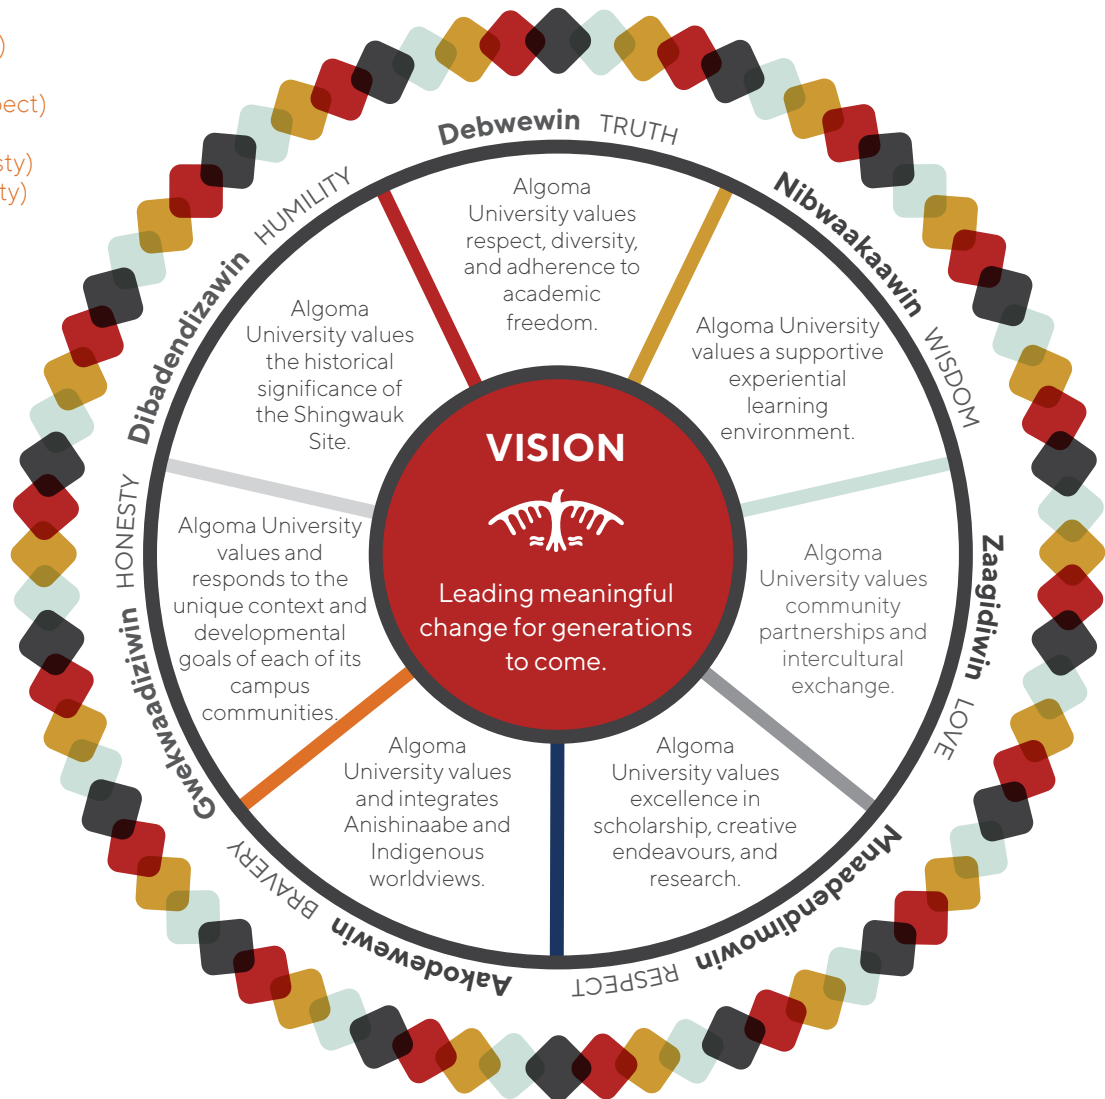 )
pect)
sty)
ty)
Debwewin TRUTH
Algoma
University values
respect, diversity,
and adherence to
academic
freedom.
Nibwaakaawin WISDOM
Algoma University
values a supportive
experiential
learning
environment.
Zaagidiwin LOVE
Algoma
University values
community
partnerships and
intercultural
exchange.
Mnaadendimowin RESPECT
Algoma
University values
excellence in
scholarship, creative
endeavours, and
research.
Aakodewewin BRAVERY
Algoma
University values
and integrates
Anishinaabe and
Indigenous
worldviews.
Gwekwaadiziwin HONESTY
Algoma University
values and
responds to the
unique context and
developmental
goals of each of its
campus
communities.
Dibadendizawin HUMILITY
Algoma
University values
the historical
significance of
the Shingwauk
Site.
VISION
Leading meaningful
change for generations
to come.